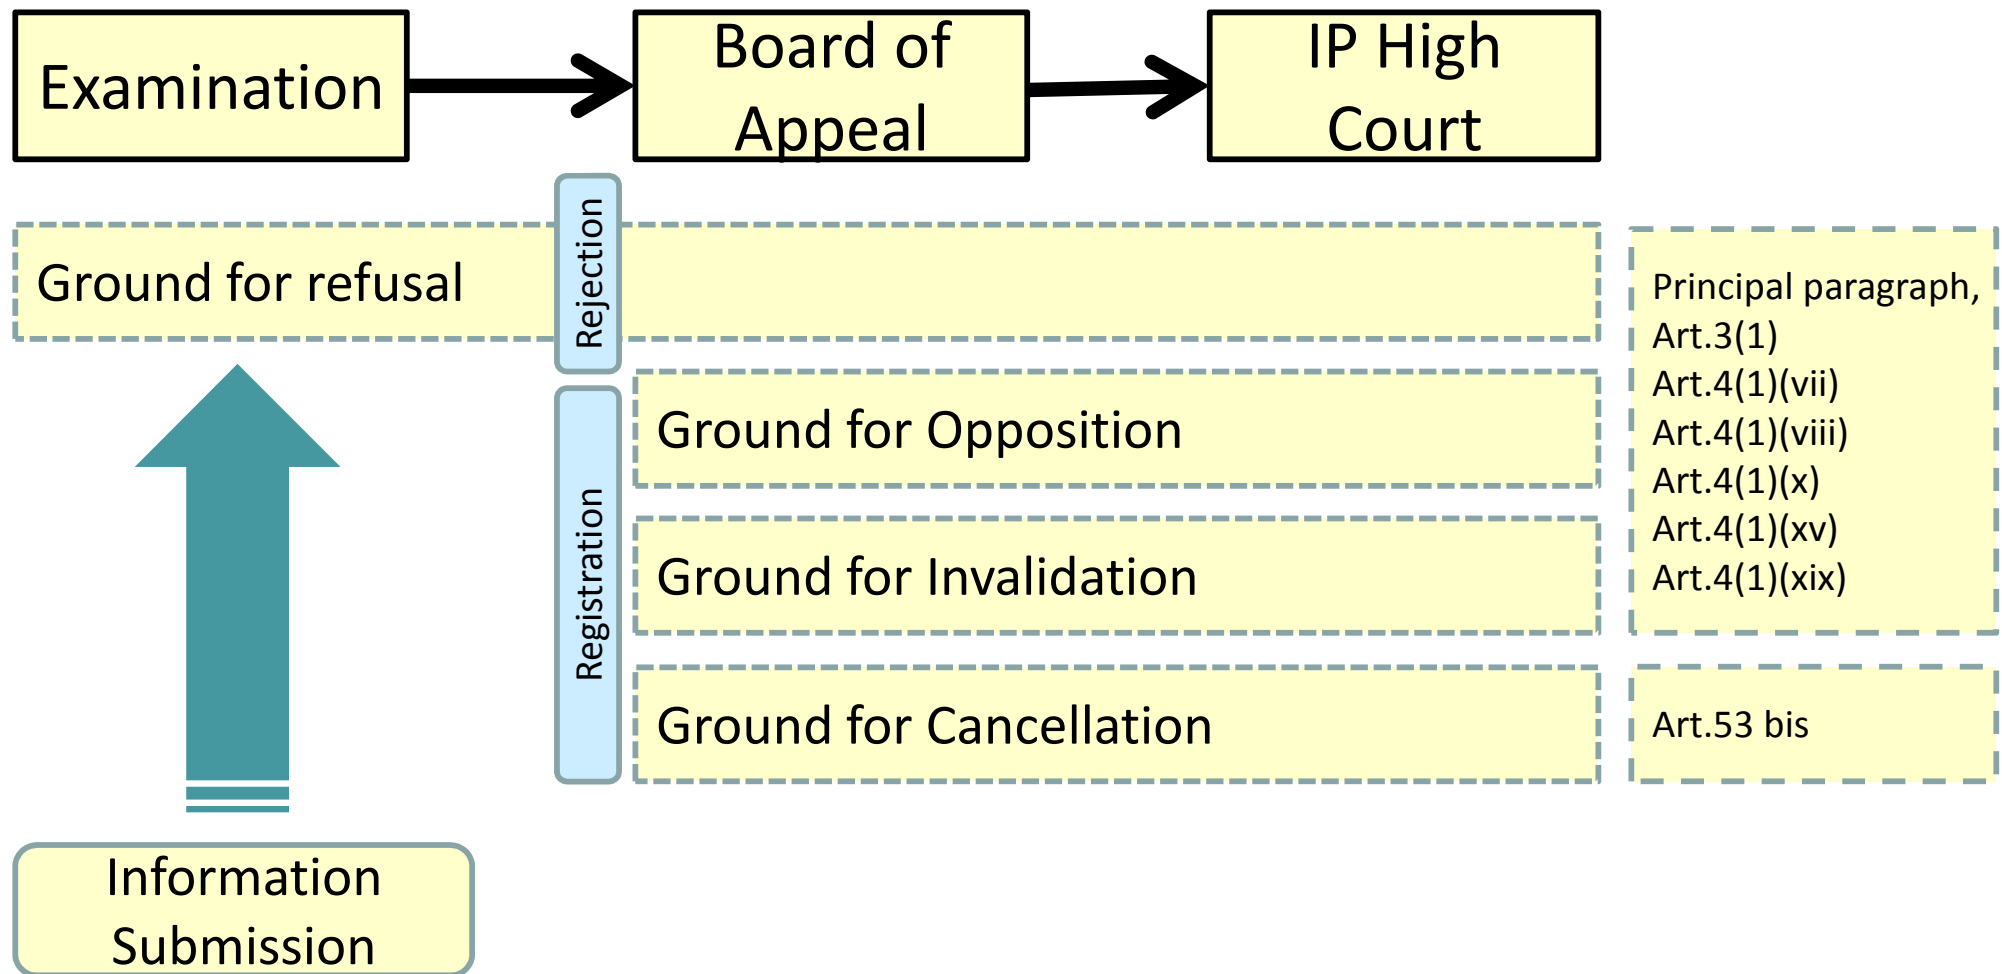 Examination
Board of
Appeal
IP High
Court
Rejection
Ground for refusal
Principal paragraph,
Art.3(1)
Art.4(1)(vii)
Art.4(1)(viii)
Art.4(1)(x)
Art.4(1)(xv)
Art.4(1)(xix)
Registration
Ground for Opposition
Ground for Invalidation
Ground for Cancellation
Art.53 bis
Information
Submission